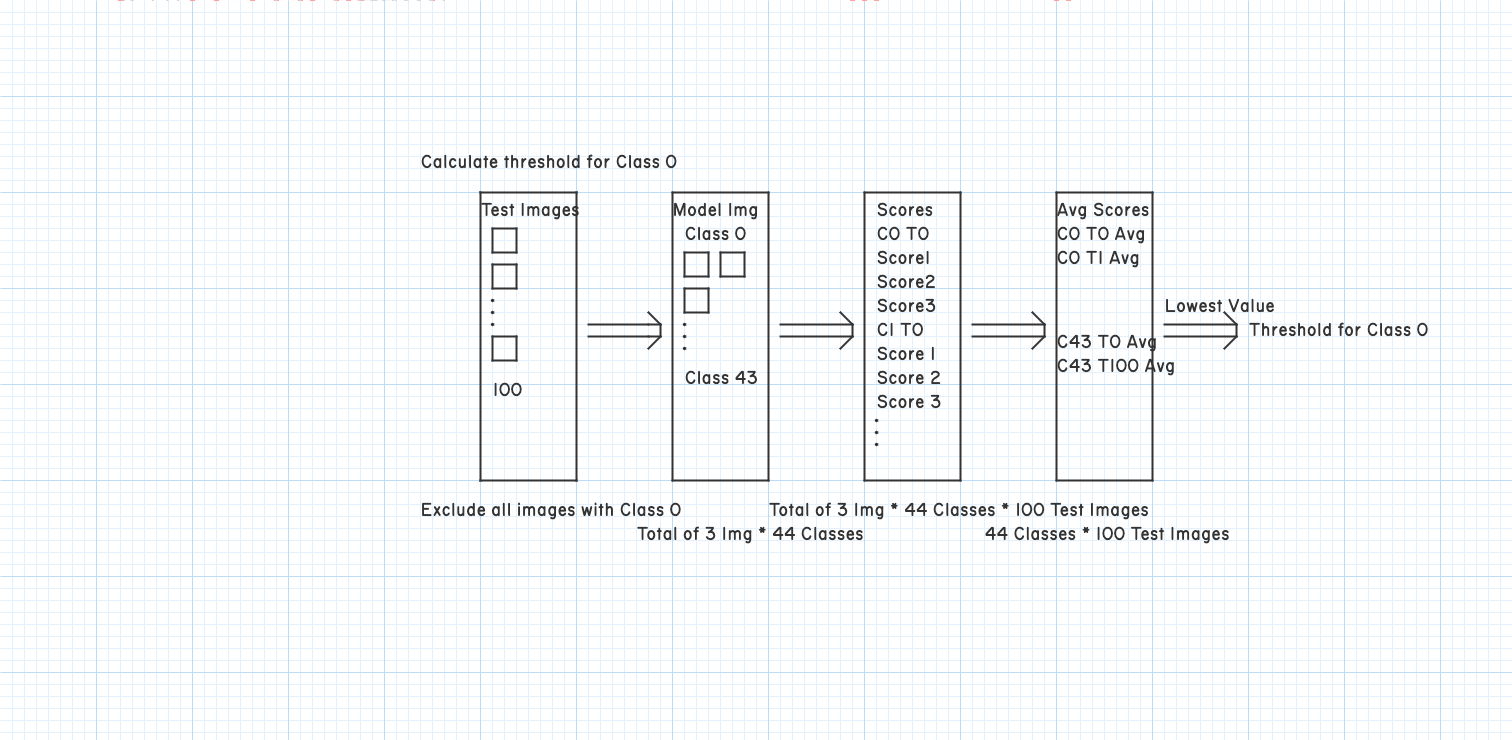 Calculate threshold for Class 0
Test Images
100
Exclude all images with Class 0
Model Img
Class 0
Class 43
Total of 3 Img * 44 Classes
Scores
C0 T0
Score1
Score2
Score3
C1 T0
Score 1
Score 2
Score 3
Total of 3 Img * 44 Classes * 100 Test Images
Avg Scores
C0 T0 Avg
C0 T1 Avg
C43 T0 Avg
C43 T100 Avg
44 Classes * 100 Test Images
Lowest Value
Threshold for Class 0